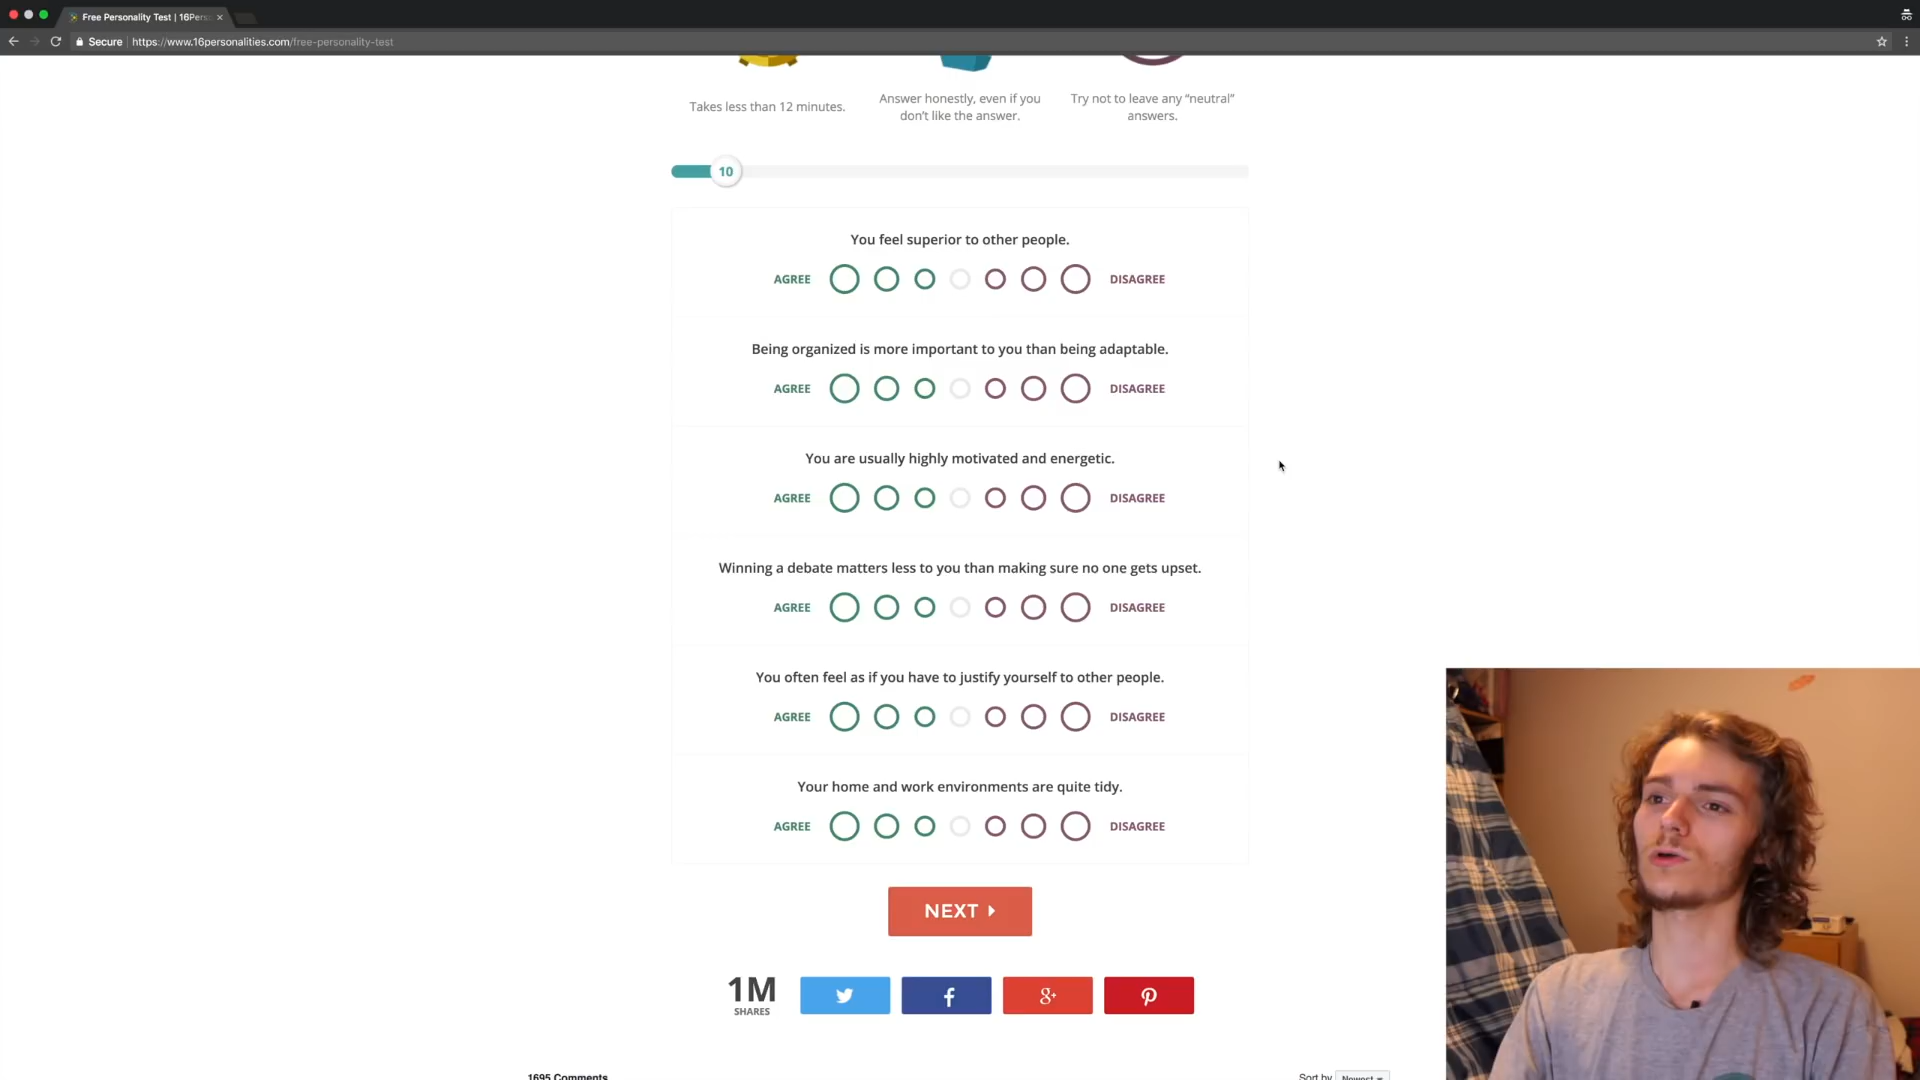 Free Personality Test | 16Pers
Secure https://www.16personalities.com/free-personality-test
Takes less than 12 minutes.
Answer honestly, even if you
don't like the answer.
Try not to leave any “neutral”
answers.
10
You feel superior to other people.
AGREE DISAGREE
Being organized is more important to you than being adaptable.
AGREE DISAGREE
You are usually highly motivated and energetic.
AGREE DISAGREE
Winning a debate matters less to you than making sure no one gets upset.
AGREE DISAGREE
You often feel as if you have to justify yourself to other people.
AGREE DISAGREE
Your home and work environments are quite tidy.
AGREE DISAGREE
NEXT
1M
SHARES
1695 Comments
Sort by Newest